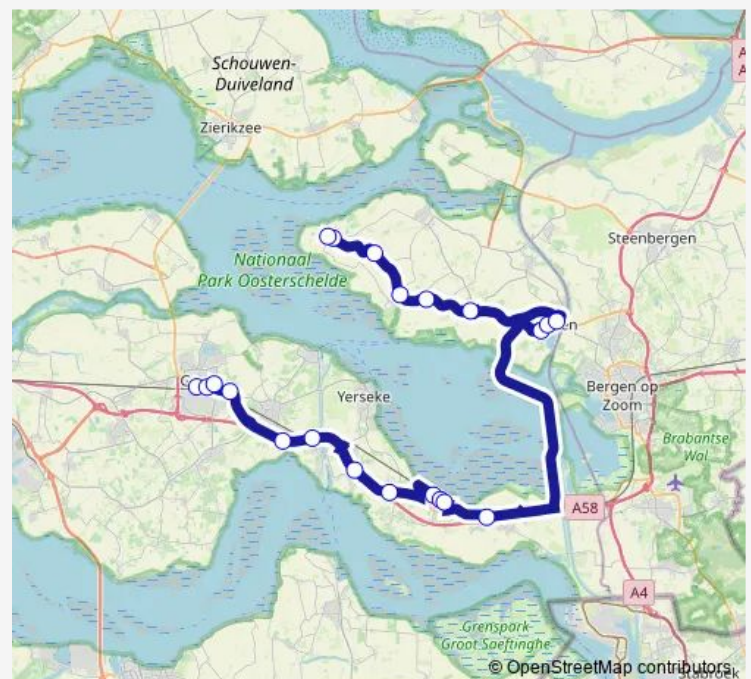 Schouwen-
Duiveland
Zierikzee
Steenbergen
Nationaal
Park Oosterschelde
Yerseke
Bergen op
Zoom
Brabantse
Wal
A58
A4
Grenspark
Groot Saeftinghe
© OpenStreetMap contributors